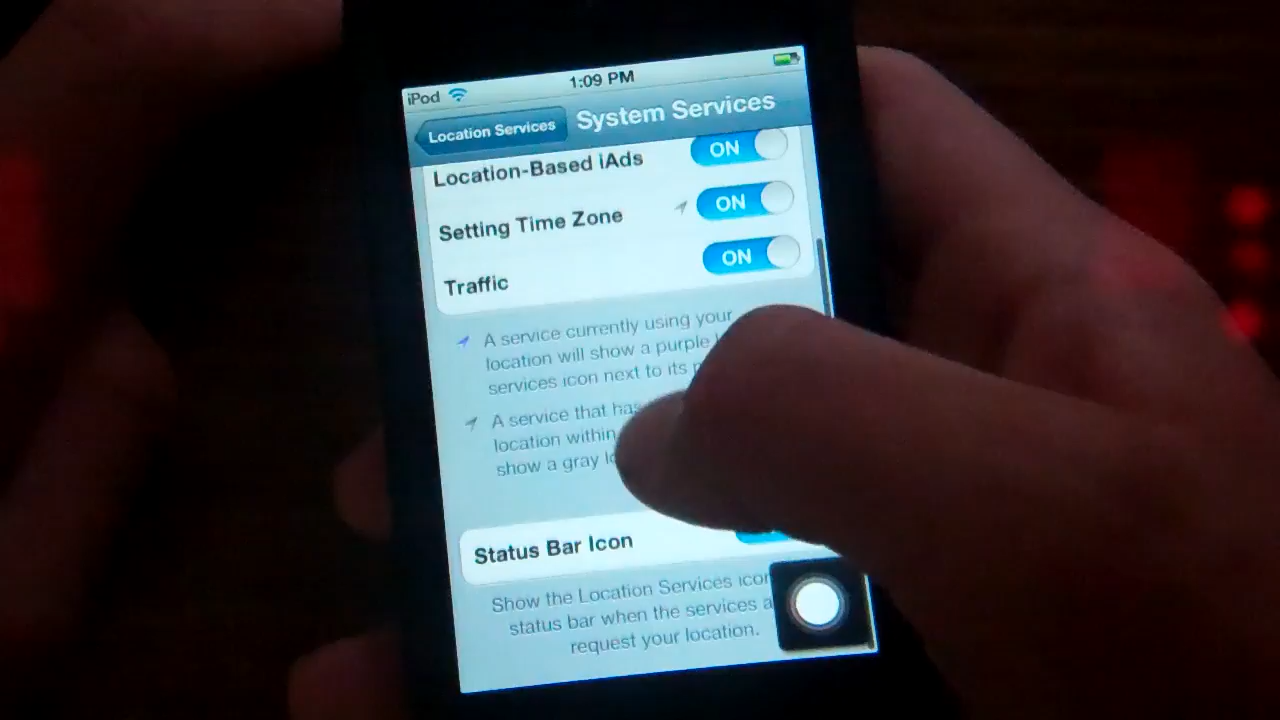 iPod 1:09 PM
Location Services System Services
Location-Based iAds ON
Setting Time Zone ON
Traffic ON
A service currently using your
location will show a purple
services icon next to its
A service that has
location within
show a gray
Status Bar Icon
Show the Location Services icon
status bar when the services
request your location.